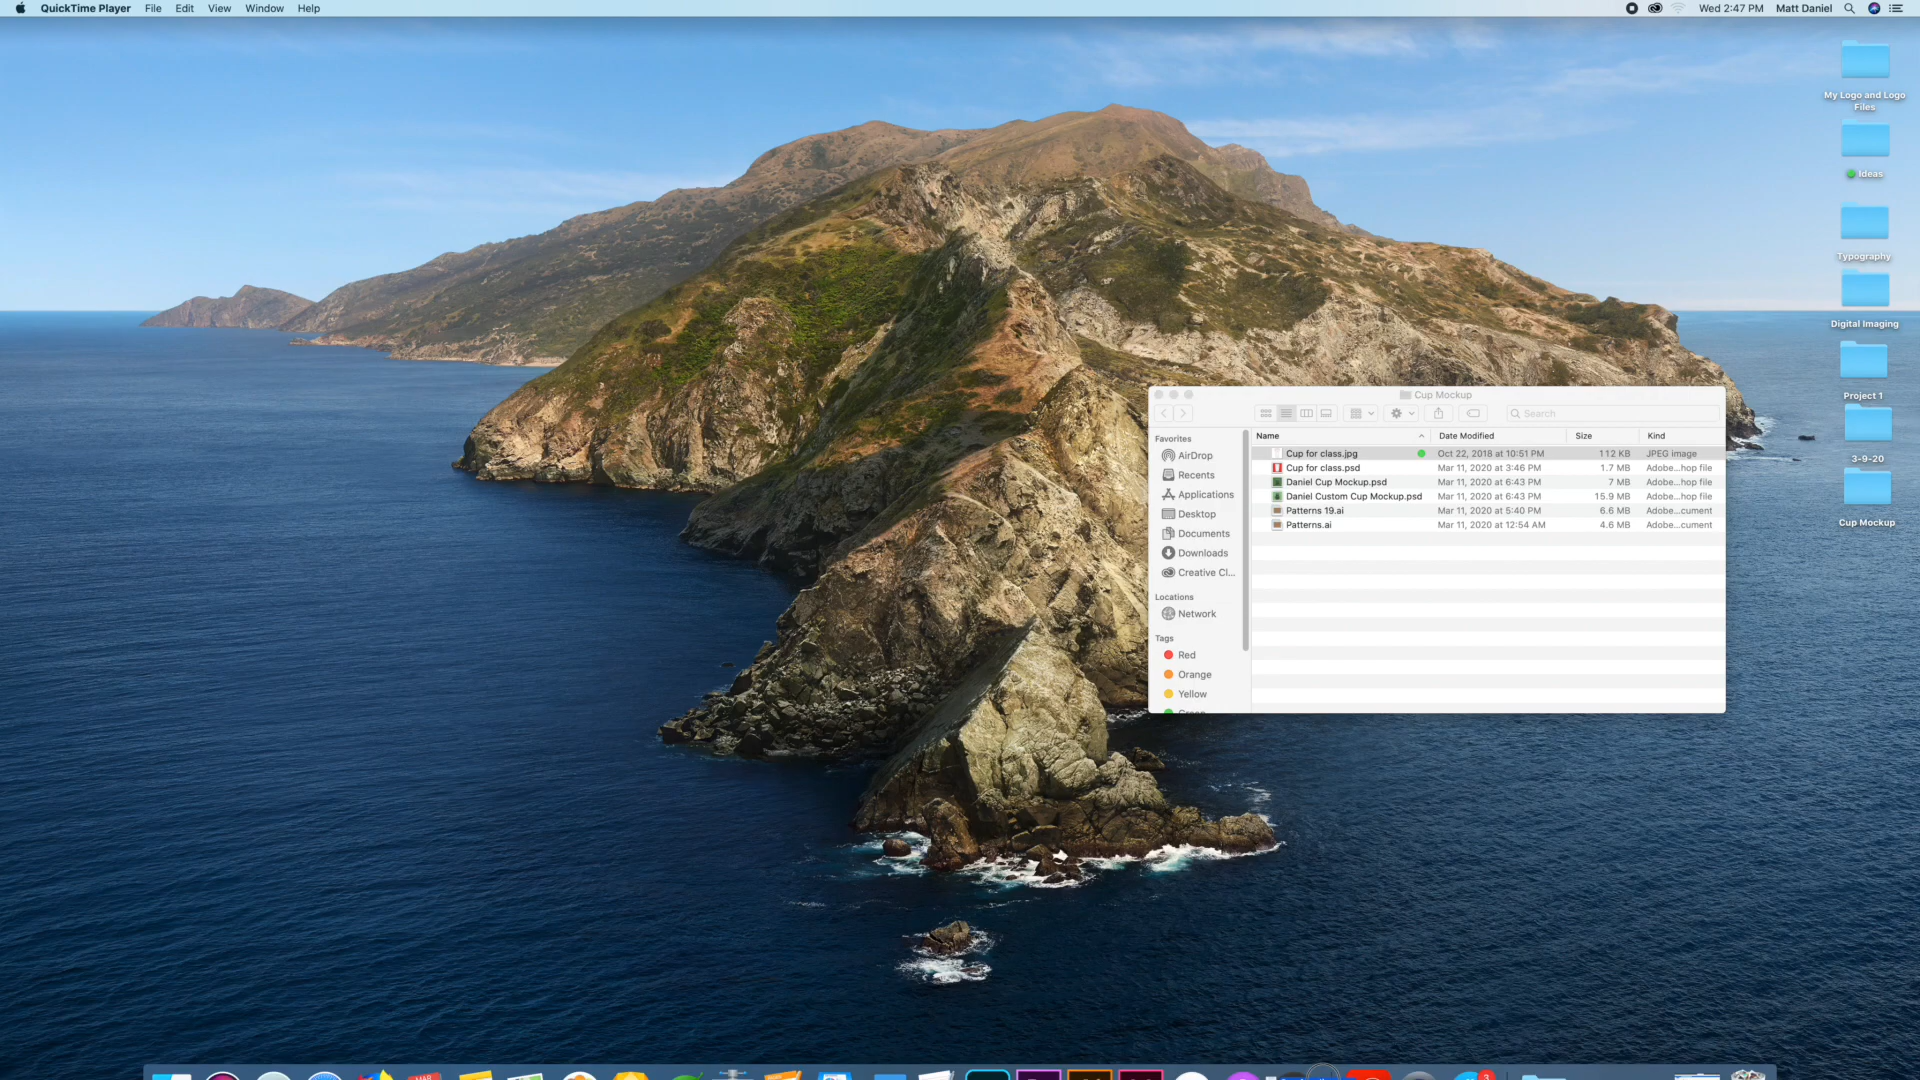 QuickTime Player File Edit View Window Help
Wed 2:47 PM Matt Daniel
My Logo and Logo
Files
Ideas
Typography
Digital Imaging
Project 1
3-9-20
Cup Mockup
Cup Mockup
Search
Favorites
AirDrop
Recents
Applications
Desktop
Documents
Downloads
Creative Cl...
Locations
Network
Tags
Red
Orange
Yellow
Green
Name Date Modified Size Kind
Cup for class.jpg Oct 22, 2018 at 10:51 PM 112 KB JPEG image
Cup for class.psd Mar 11, 2020 at 3:46 PM 1.7 MB Adobe...hop file
Daniel Cup Mockup.psd Mar 11, 2020 at 6:43 PM 7 MB Adobe...hop file
Daniel Custom Cup Mockup.psd Mar 11, 2020 at 6:43 PM 15.9 MB Adobe...hop file
Patterns 19.ai Mar 11, 2020 at 5:40 PM 6.6 MB Adobe...cument
Patterns.ai Mar 11, 2020 at 12:54 AM 4.6 MB Adobe...cument
MAR
3